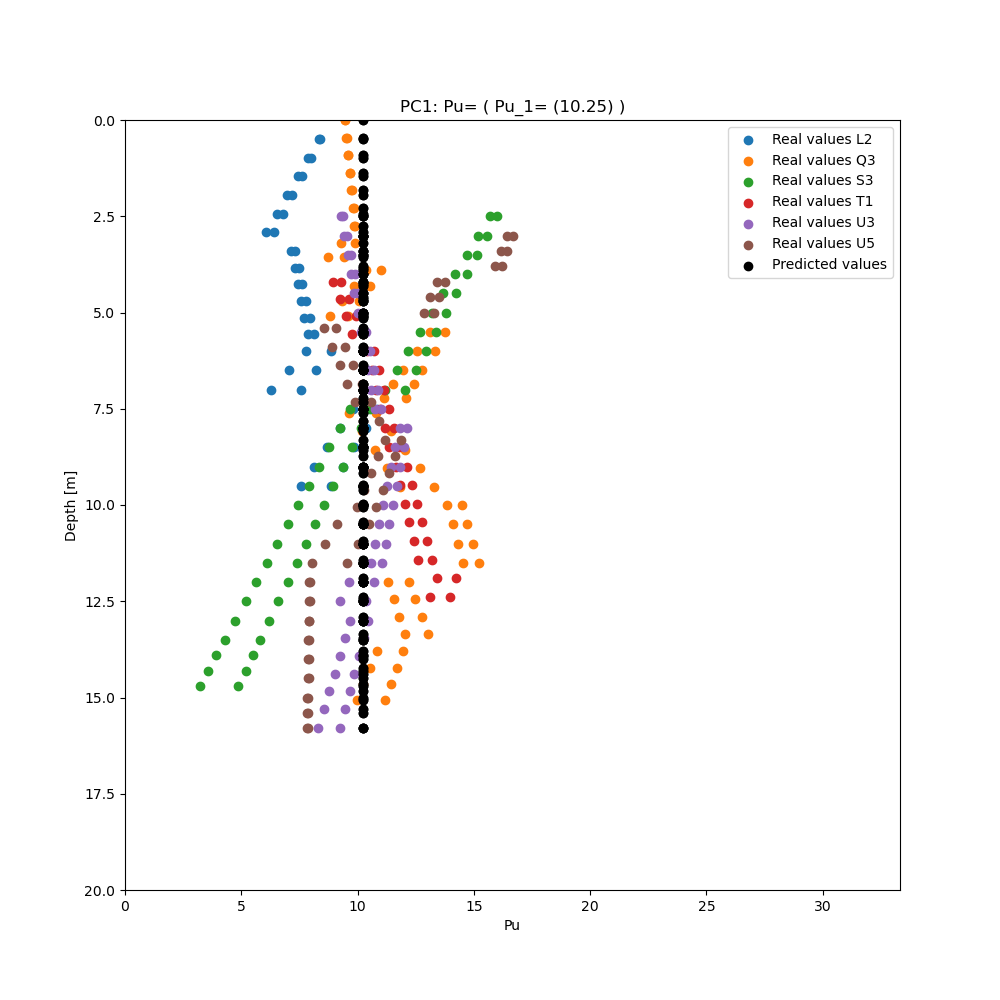 PC1: Pu= ( Pu_1= (10.25) )
Real values L2
Real values Q3
Real values S3
Real values T1
Real values U3
Real values U5
Predicted values
0.0
2.5
5.0
7.5
10.0
12.5
15.0
17.5
20.0
Depth [m]
0 5 10 15 20 25 30
Pu